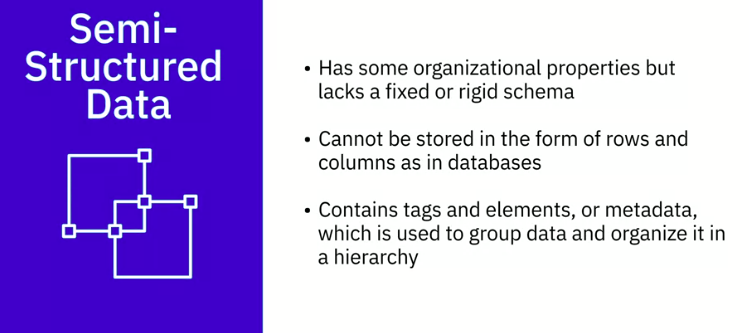 Semi-
Structured
Data
• Has some organizational properties but
lacks a fixed or rigid schema
• Cannot be stored in the form of rows and
columns as in databases
• Contains tags and elements, or metadata,
which is used to group data and organize it in
a hierarchy